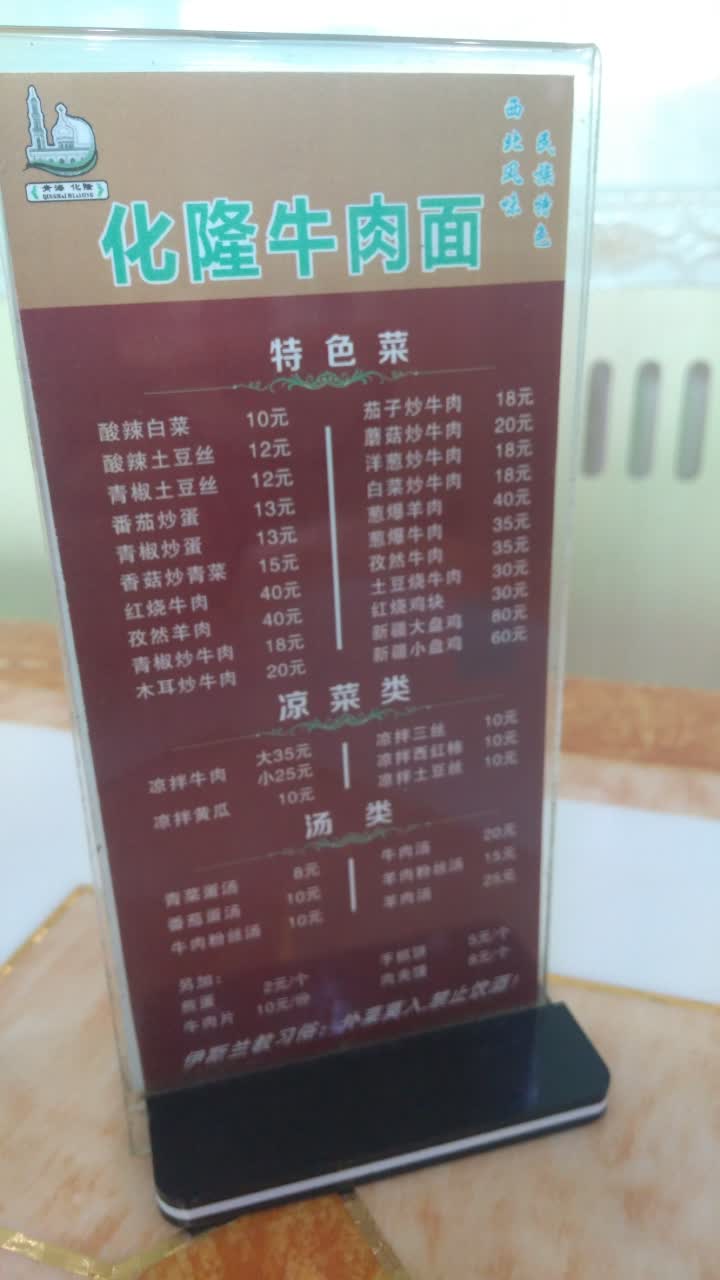 青海 化隆
QINGHAI HUALONG
西北风味
民族特色
化隆牛肉面
特色菜
酸辣白菜 10元
酸辣土豆丝 12元
青椒土豆丝 12元
番茄炒蛋 13元
青椒炒蛋 13元
香菇炒青菜 15元
红烧牛肉 40元
孜然羊肉 40元
青椒炒牛肉 18元
木耳炒牛肉 20元
茄子炒牛肉 18元
蘑菇炒牛肉 20元
洋葱炒牛肉 18元
白菜炒牛肉 18元
葱爆羊肉 40元
葱爆牛肉 35元
孜然牛肉 35元
土豆烧牛肉 30元
红烧鸡块 30元
新疆大盘鸡 80元
新疆小盘鸡 60元
凉菜类
凉拌牛肉 大35元
小25元
凉拌黄瓜 10元
凉拌三丝 10元
凉拌西红柿 10元
凉拌土豆丝 10元
汤类
青菜蛋汤 8元
番茄蛋汤 10元
牛肉粉丝汤 10元
牛肉汤 20元
羊肉粉丝汤 15元
羊肉汤 25元
另加:
煎蛋 2元/个
牛肉片 10元/份
手抓饼 5元/个
肉夹馍 8元/个
伊斯兰教习俗:外菜莫入,禁止饮酒!